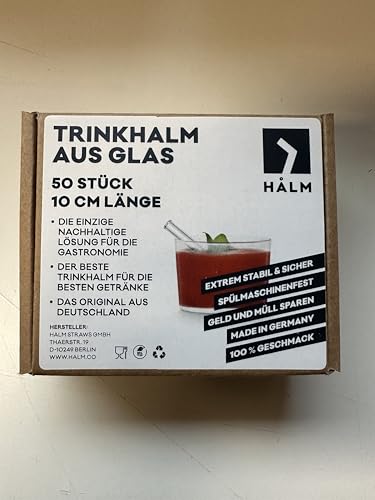 TRINKHALM
AUS GLAS
50 STÜCK
10 CM LÄNGE
• DIE EINZIGE
NACHHALTIGE
LÖSUNG FÜR DIE
GASTRONOMIE
• DER BESTE
TRINKHALM FÜR DIE
BESTEN GETRÄNKE
• DAS ORIGINAL AUS
DEUTSCHLAND
HERSTELLER:
HALM STRAWS GMBH
THAERSTR. 19
D-10249 BERLIN
WWW.HALM.CO
HÅLM
EXTREM STABIL & SICHER
SPÜLMASCHINENFEST
GELD UND MÜLL SPAREN
MADE IN GERMANY
100 % GESCHMACK